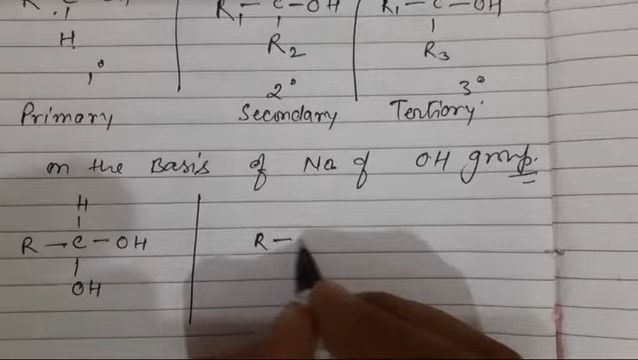 R1 - C - OH R1 - C - OH
H R2 R3
1° 2° 3°
Primary Secondary Tertiory
on the Basis of No of OH group.
H
R - C - OH R -
OH